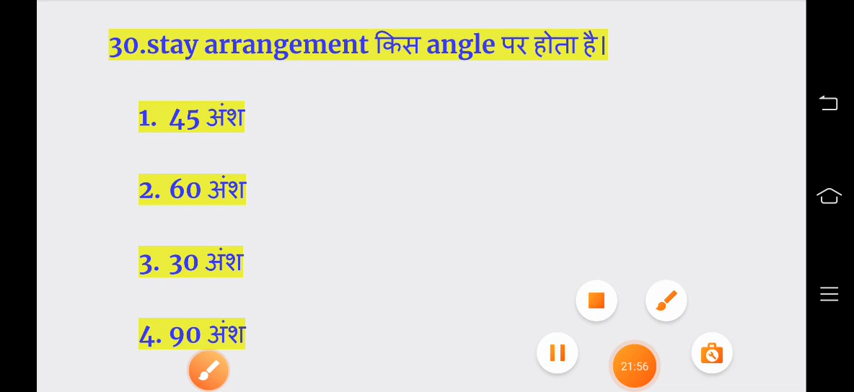 30.stay arrangement किस angle पर होता है।
1. 45 अंश
2. 60 अंश
3. 30 अंश
4. 90 अंश
21:56